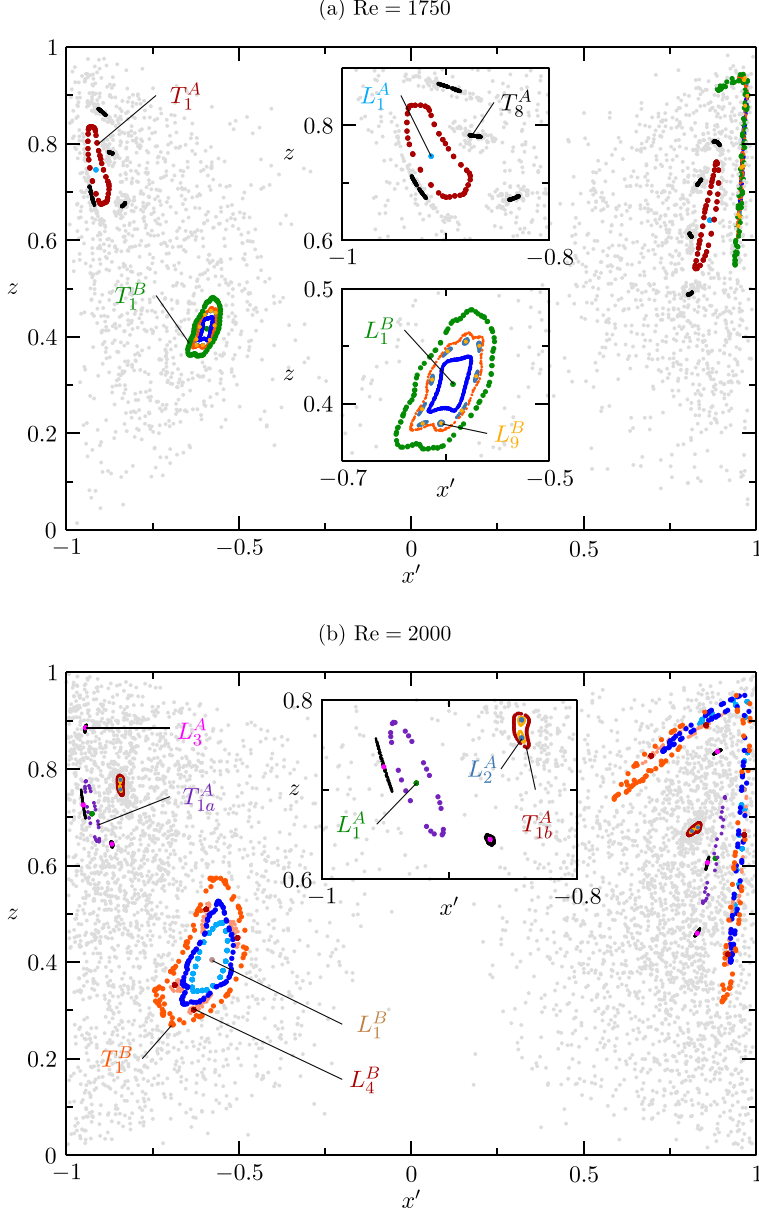 (a) Re = 1750
1
0.8
0.6
0.4
0.2
0
z
−1
−0.5
0
0.5
1
x′
T_1^A
T_1^B
L_1^A
T_8^A
z
0.8
0.6
−1
−0.8
L_1^B
L_9^B
z
0.5
0.4
−0.7
−0.5
x′
(b) Re = 2000
1
0.8
0.6
0.4
0.2
0
z
−1
−0.5
0
0.5
1
x′
L_3^A
T_{1a}^A
T_1^B
L_1^B
L_4^B
0.8
0.6
z
L_1^A
L_2^A
T_{1b}^A
−1
−0.8
x′